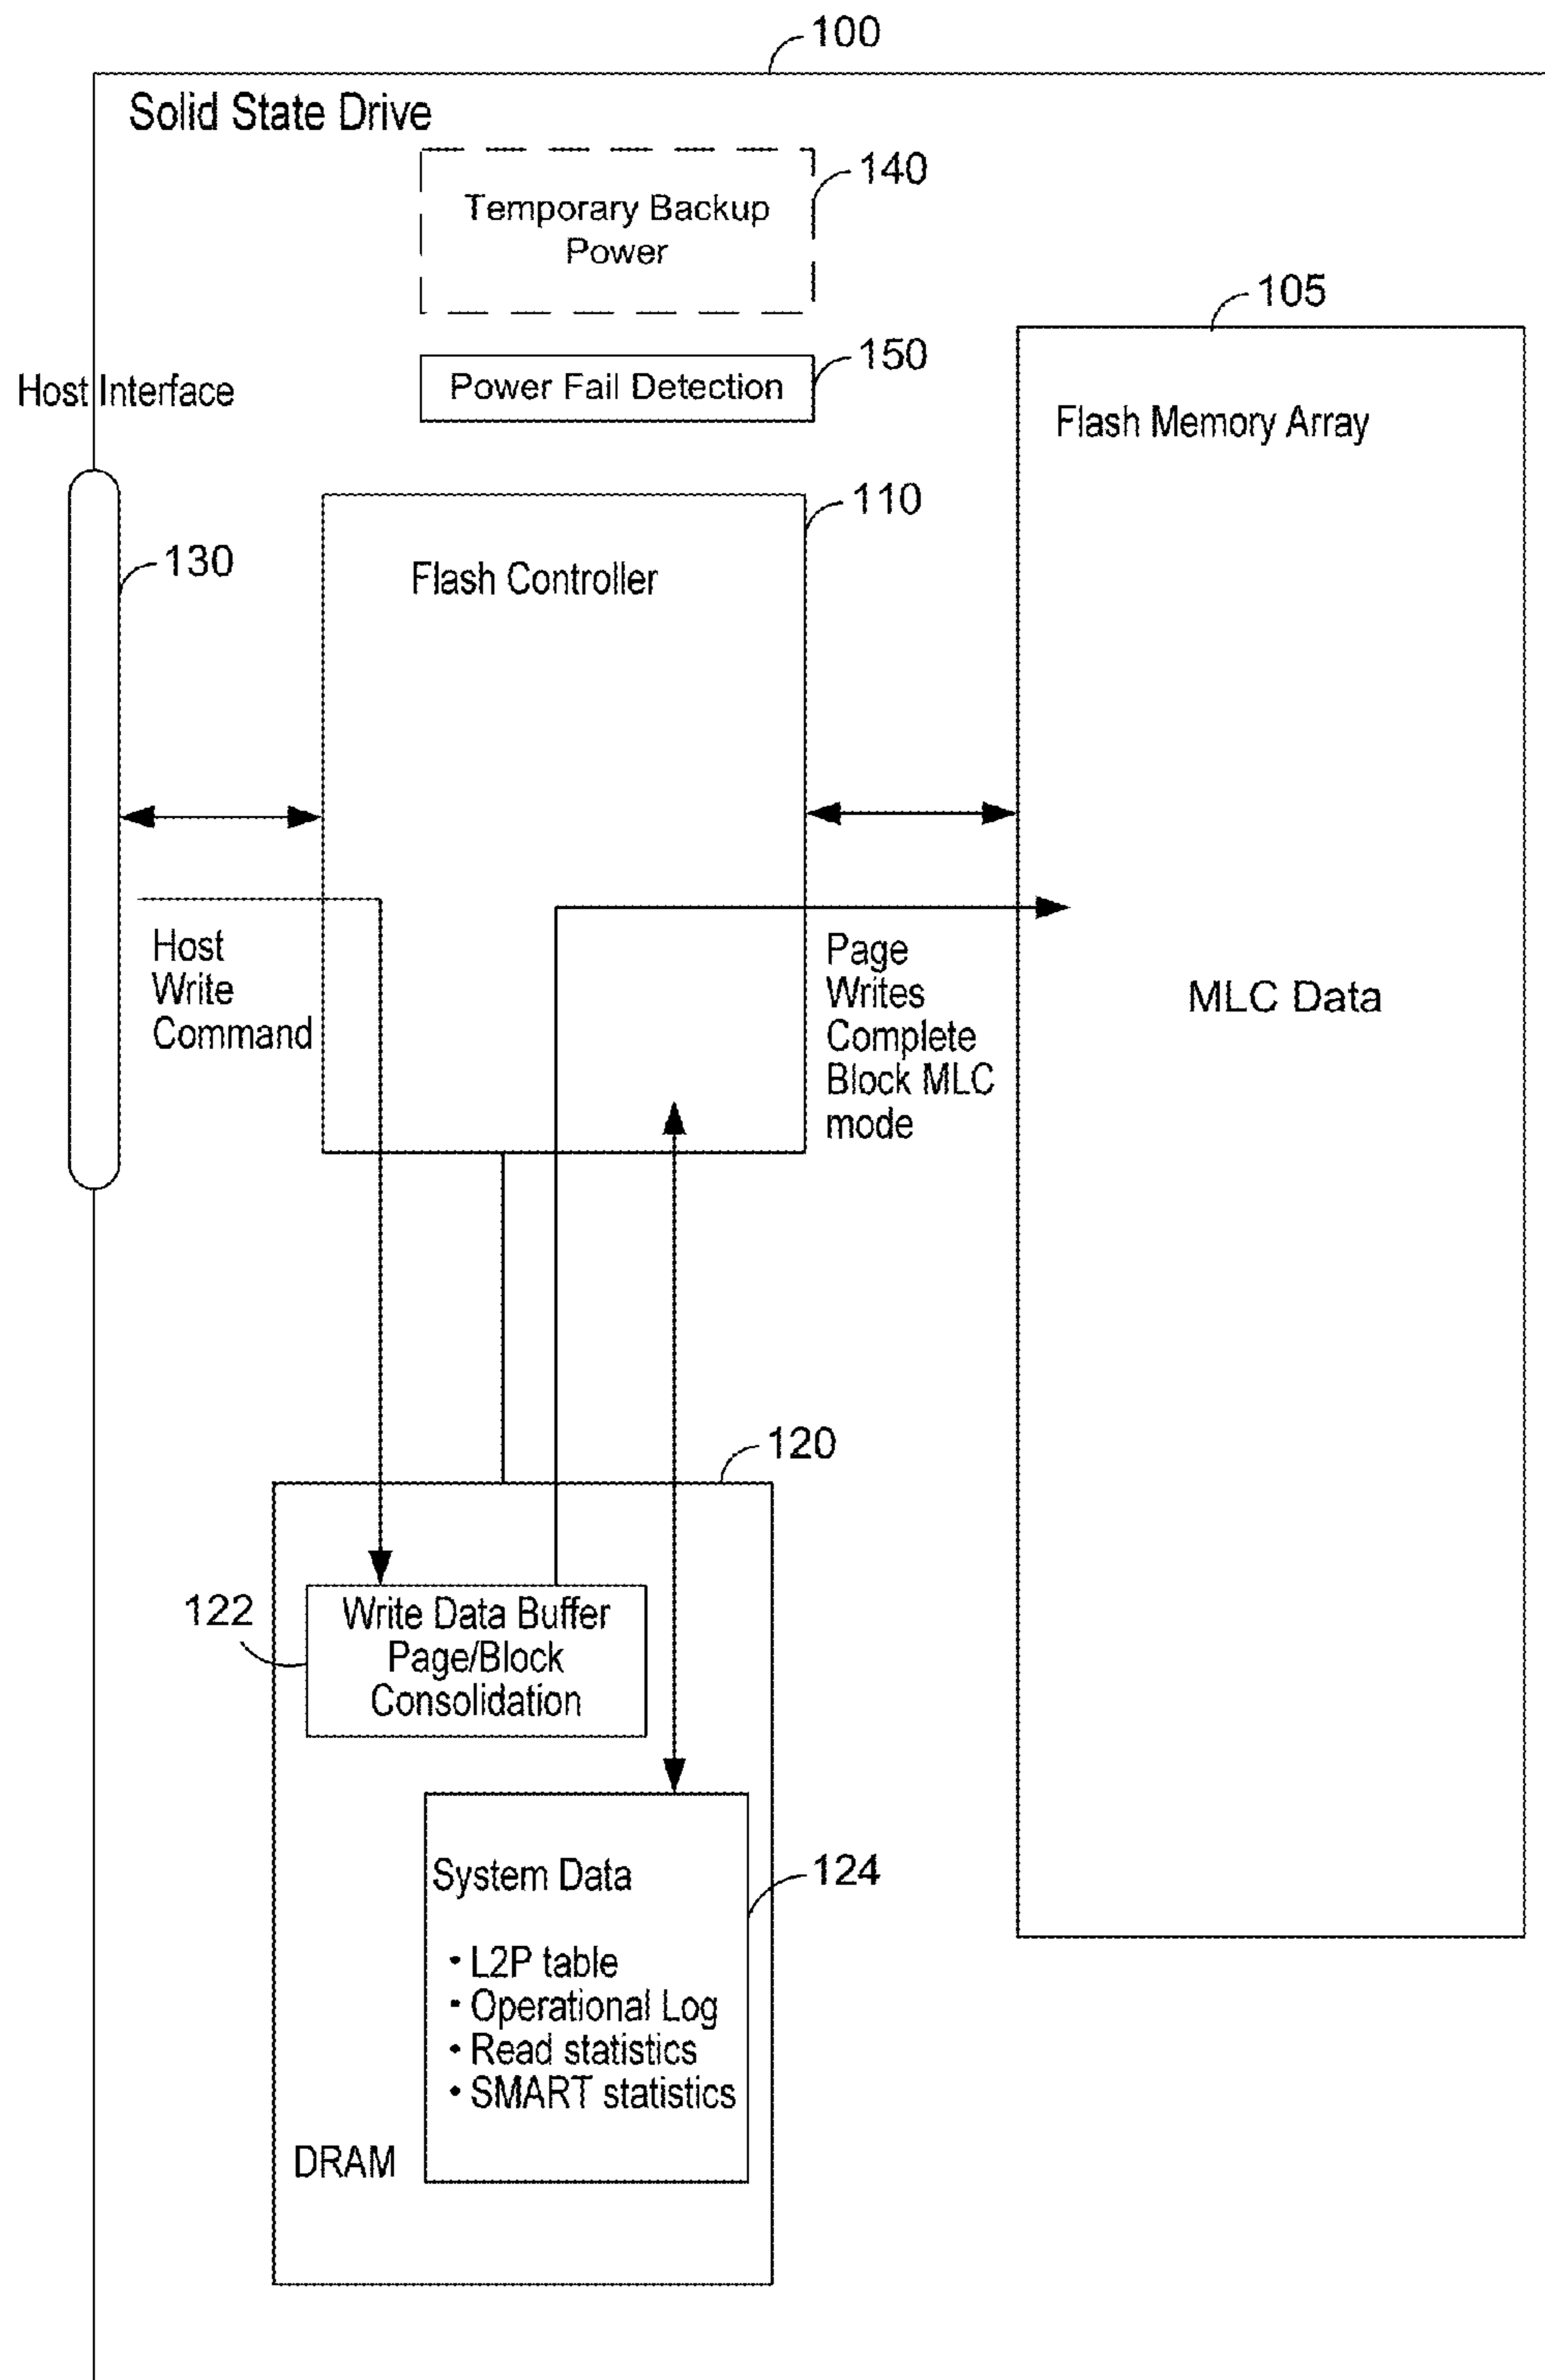 100
Solid State Drive
140
Temporary Backup
Power
105
150
Power Fail Detection
Host Interface
Flash Memory Array
110
130
Flash Controller
Host
Write
Command
Page
Writes
Complete
Block MLC
mode
MLC Data
120
122
Write Data Buffer
Page/Block
Consolidation
124
System Data
• L2P table
• Operational Log
• Read statistics
• SMART statistics
DRAM